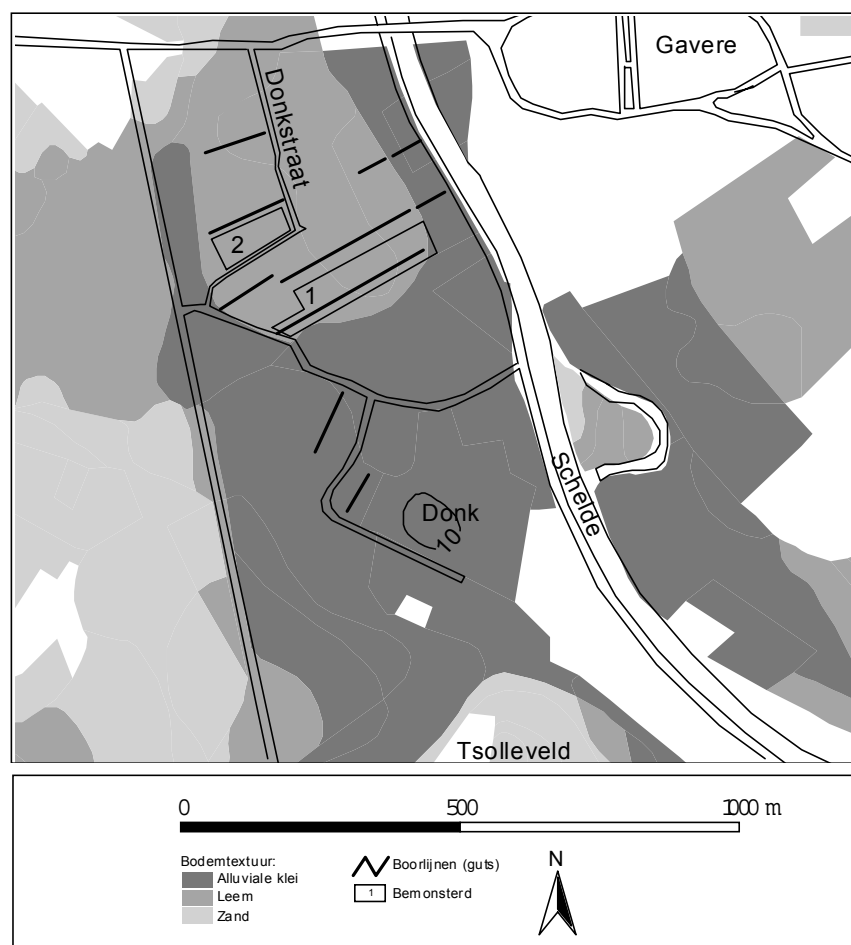 Gavere
Donkstraat
2
1
Schelde
Donk
10
Tsolleveld
0 500 1000 m
Bodemtextuur:
Alluviale klei
Leem
Zand
Boorlijnen (guts)
1 Bemonsterd
N